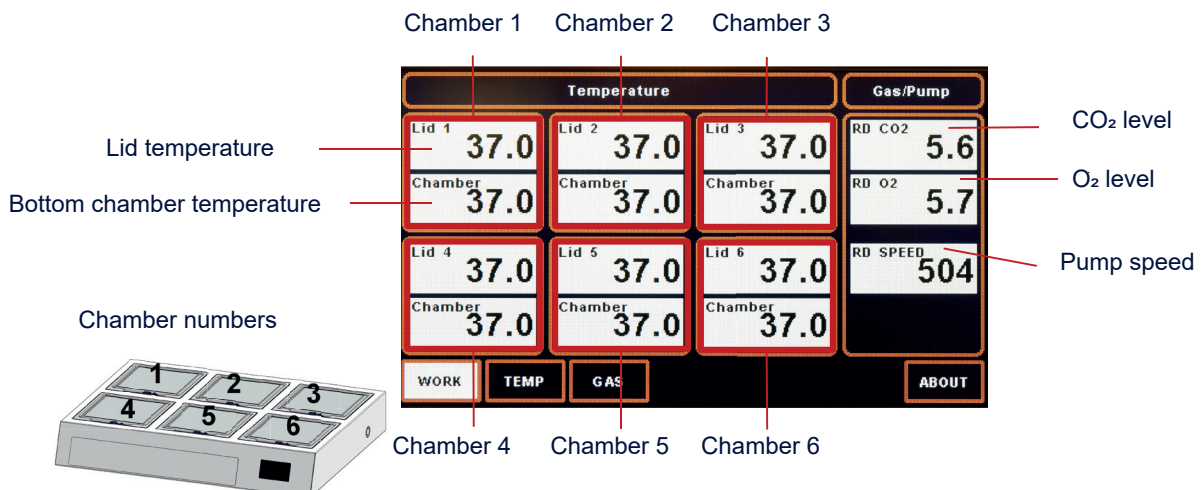 Chamber 1
Chamber 2
Chamber 3
Temperature
Gas/Pump
Lid 1
37.0
Lid 2
37.0
Lid 3
37.0
RD CO2
5.6
CO₂ level
Lid temperature
Chamber
37.0
Chamber
37.0
Chamber
37.0
RD O2
5.7
O₂ level
Bottom chamber temperature
Lid 4
37.0
Lid 5
37.0
Lid 6
37.0
RD SPEED
504
Pump speed
Chamber
37.0
Chamber
37.0
Chamber
37.0
WORK
TEMP
GAS
ABOUT
Chamber 4
Chamber 5
Chamber 6
Chamber numbers
1
2
3
4
5
6